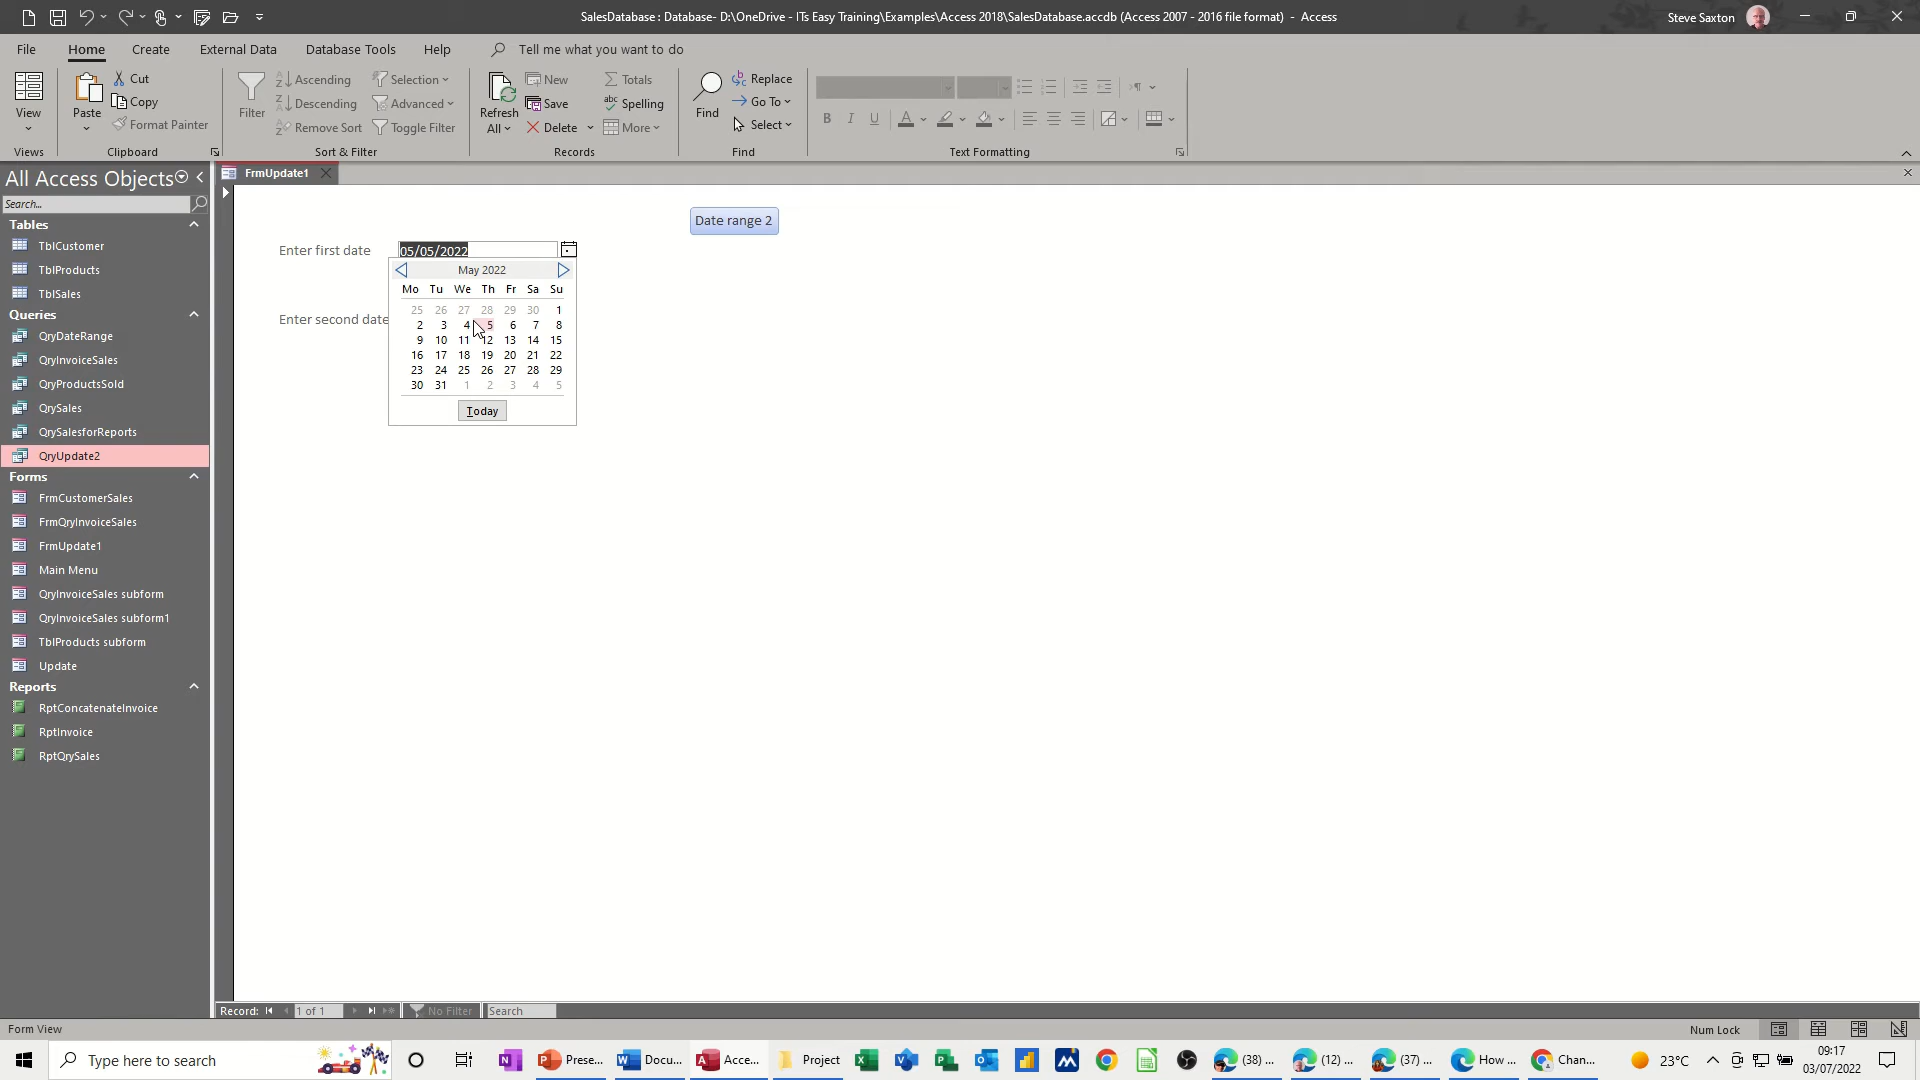 SalesDatabase : Database- D:\OneDrive - ITs Easy Training\Examples\Access 2018\SalesDatabase.accdb (Access 2007 - 2016 file format) - Access
Steve Saxton
File Home Create External Data Database Tools Help Tell me what you want to do
View
Views
Paste
Cut
Copy
Format Painter
Clipboard
Filter
Ascending
Descending
Remove Sort
Selection
Advanced
Toggle Filter
Sort & Filter
Refresh
All
New
Save
Delete
Totals
Spelling
More
Records
Find
Replace
Go To
Select
Find
B I U A
Text Formatting
All Access Objects
Search...
Tables
TblCustomer
TblProducts
TblSales
Queries
QryDateRange
QryInvoiceSales
QryProductsSold
QrySales
QrySalesforReports
QryUpdate2
Forms
FrmCustomerSales
FrmQryInvoiceSales
FrmUpdate1
Main Menu
QryInvoiceSales subform
QryInvoiceSales subform1
TblProducts subform
Update
Reports
RptConcatenateInvoice
RptInvoice
RptQrySales
FrmUpdate1
Date range 2
Enter first date 05/05/2022
Enter second date
May 2022
Mo Tu We Th Fr Sa Su
25 26 27 28 29 30 1
2 3 4 5 6 7 8
9 10 11 12 13 14 15
16 17 18 19 20 21 22
23 24 25 26 27 28 29
30 31 1 2 3 4 5
Today
Record: 1 of 1 No Filter Search
Form View
Num Lock
Type here to search
Prese...
Docu...
Acce...
Project
(38) ...
(12) ...
(37) ...
How ...
Chan...
23°C
09:17
03/07/2022